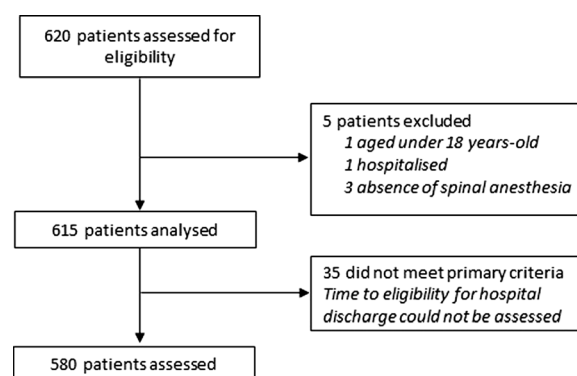 620 patients assessed for
eligibility
5 patients excluded
1 aged under 18 years-old
1 hospitalised
3 absence of spinal anesthesia
615 patients analysed
35 did not meet primary criteria
Time to eligibility for hospital
discharge could not be assessed
580 patients assessed